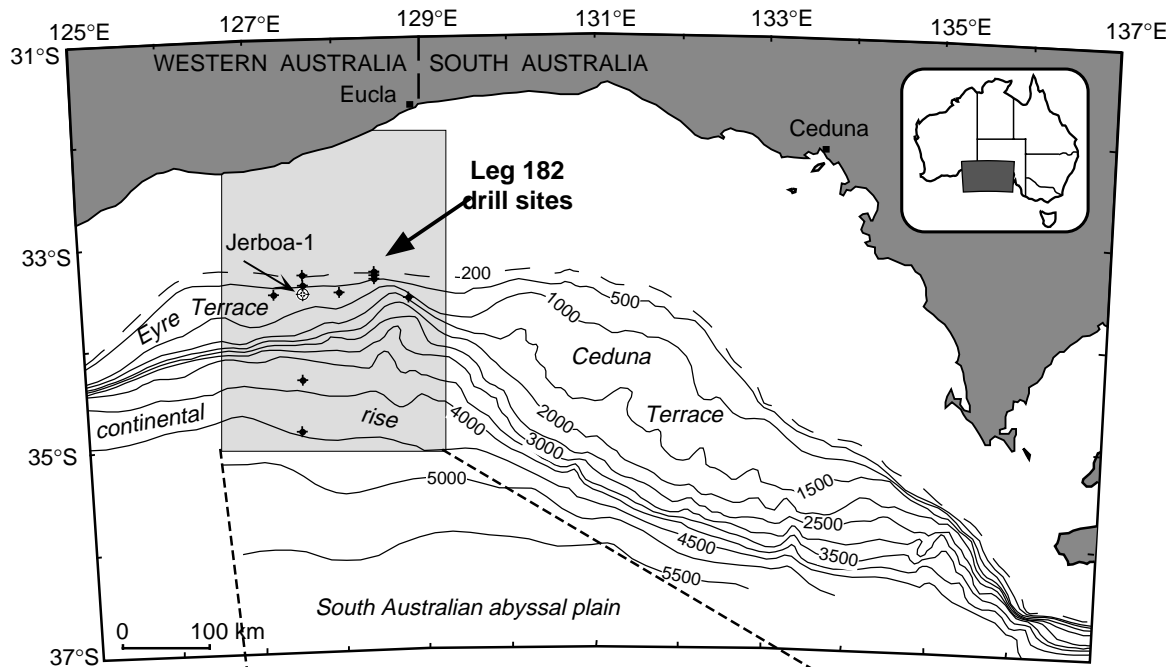 125°E
127°E
129°E
131°E
133°E
135°E
137°E
31°S
WESTERN AUSTRALIA
SOUTH AUSTRALIA
Eucla
Ceduna
Leg 182
drill sites
Jerboa-1
33°S
200
500
1000
Eyre Terrace
Ceduna
Terrace
continental rise
4000
2000
3000
35°S
5000
1500
2500
4500
3500
5500
South Australian abyssal plain
0 100 km
37°S